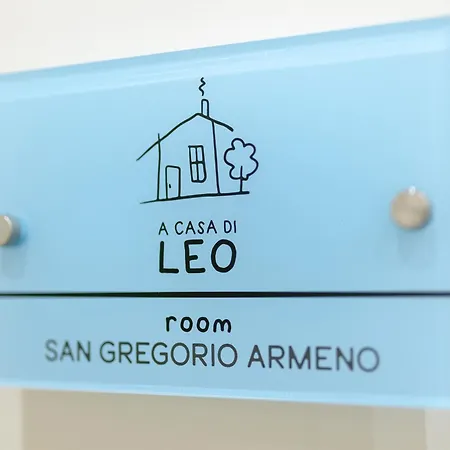 A CASA DI
LEO
room
SAN GREGORIO ARMENO